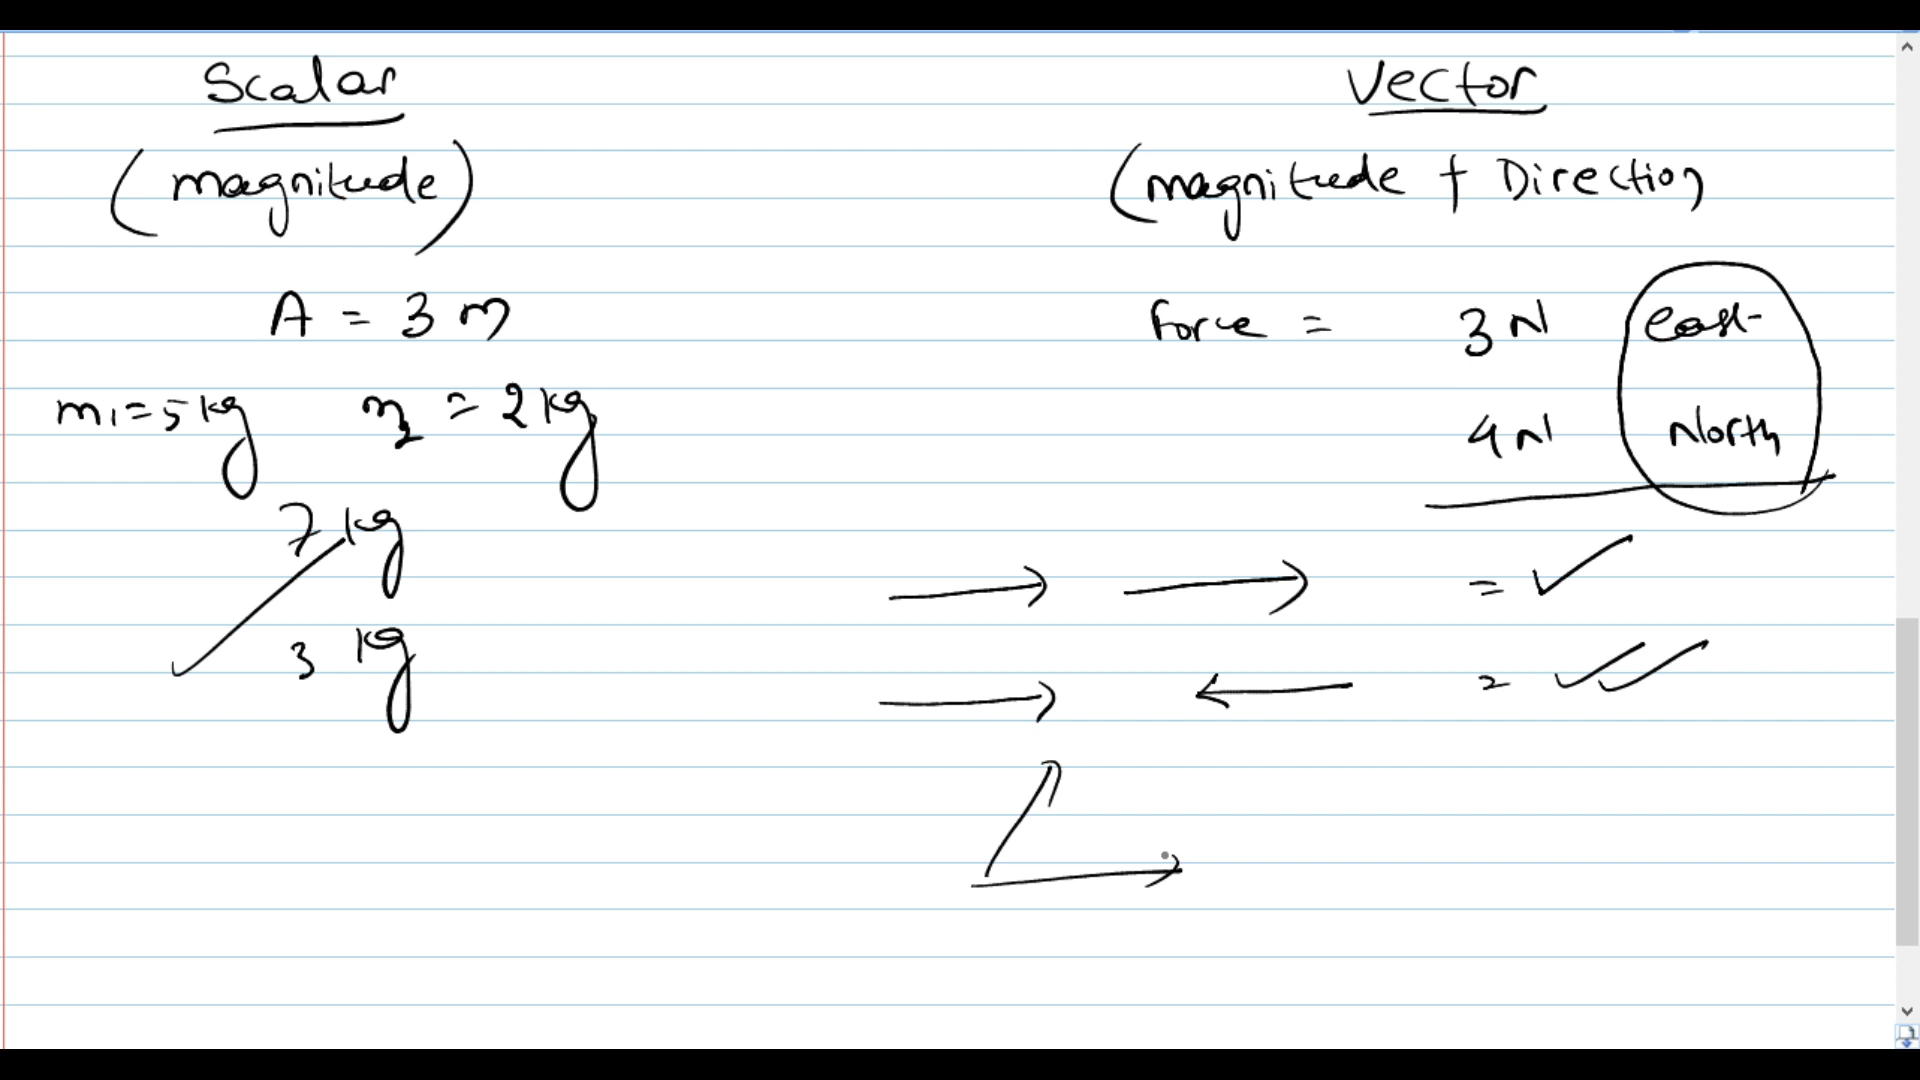 Scalar
(magnitude)
A = 3 m
m1 = 5 kg m2 = 2 kg
7 kg
3 kg
Vector
(magnitude + Direction
Force = 3 N east
4 N North
=
=